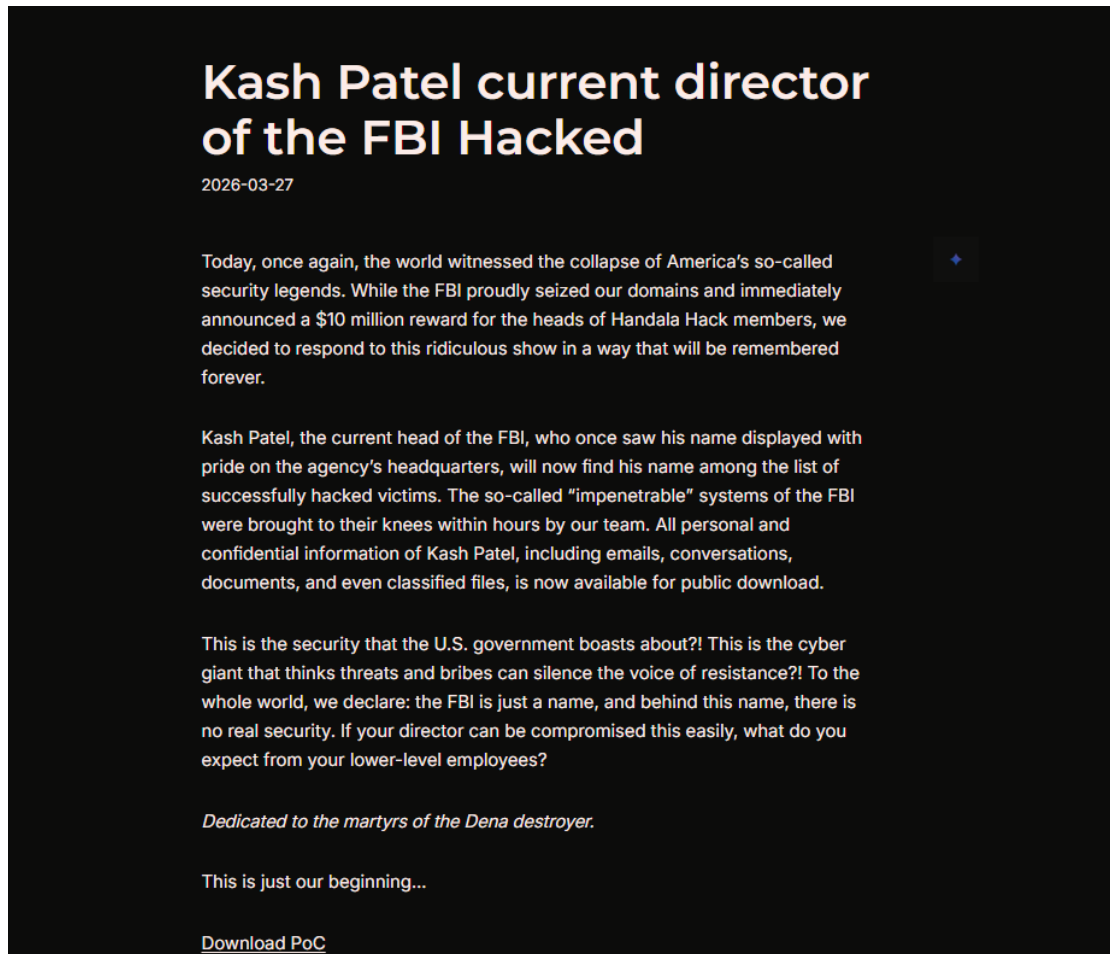 Kash Patel current director
of the FBI Hacked
2026-03-27
Today, once again, the world witnessed the collapse of America’s so-called
security legends. While the FBI proudly seized our domains and immediately
announced a $10 million reward for the heads of Handala Hack members, we
decided to respond to this ridiculous show in a way that will be remembered
forever.
Kash Patel, the current head of the FBI, who once saw his name displayed with
pride on the agency’s headquarters, will now find his name among the list of
successfully hacked victims. The so-called “impenetrable” systems of the FBI
were brought to their knees within hours by our team. All personal and
confidential information of Kash Patel, including emails, conversations,
documents, and even classified files, is now available for public download.
This is the security that the U.S. government boasts about?! This is the cyber
giant that thinks threats and bribes can silence the voice of resistance?! To the
whole world, we declare: the FBI is just a name, and behind this name, there is
no real security. If your director can be compromised this easily, what do you
expect from your lower-level employees?
Dedicated to the martyrs of the Dena destroyer.
This is just our beginning...
Download PoC